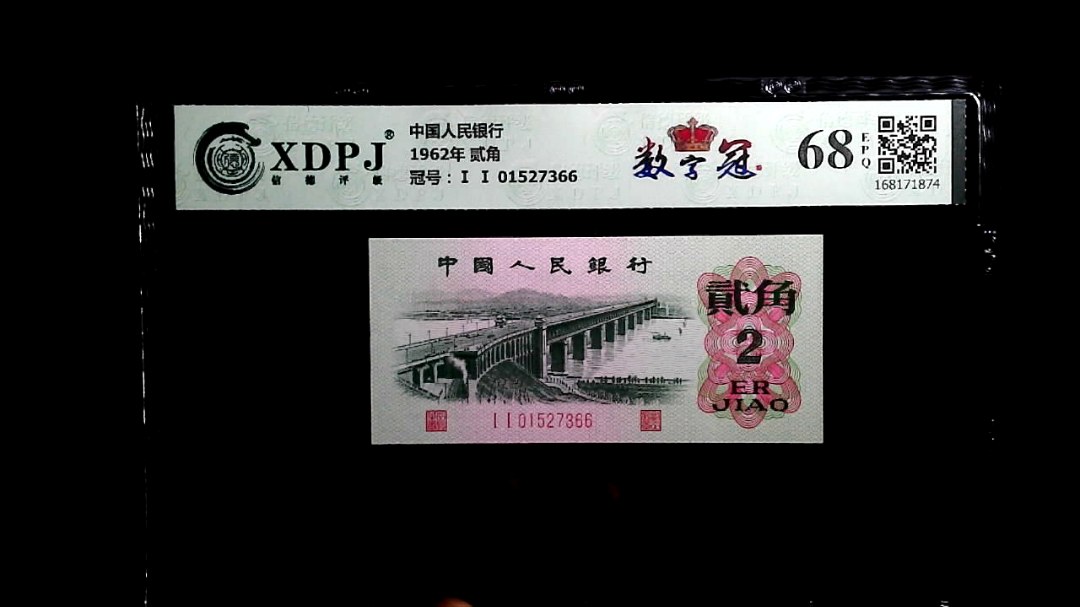 XDPJ®
信德评级
中国人民银行
1962年 贰角
冠号：I I 01527366
数字冠
68
EPQ
168171874
中國人民銀行
貳角
2
ER
JIAO
I I 01527366